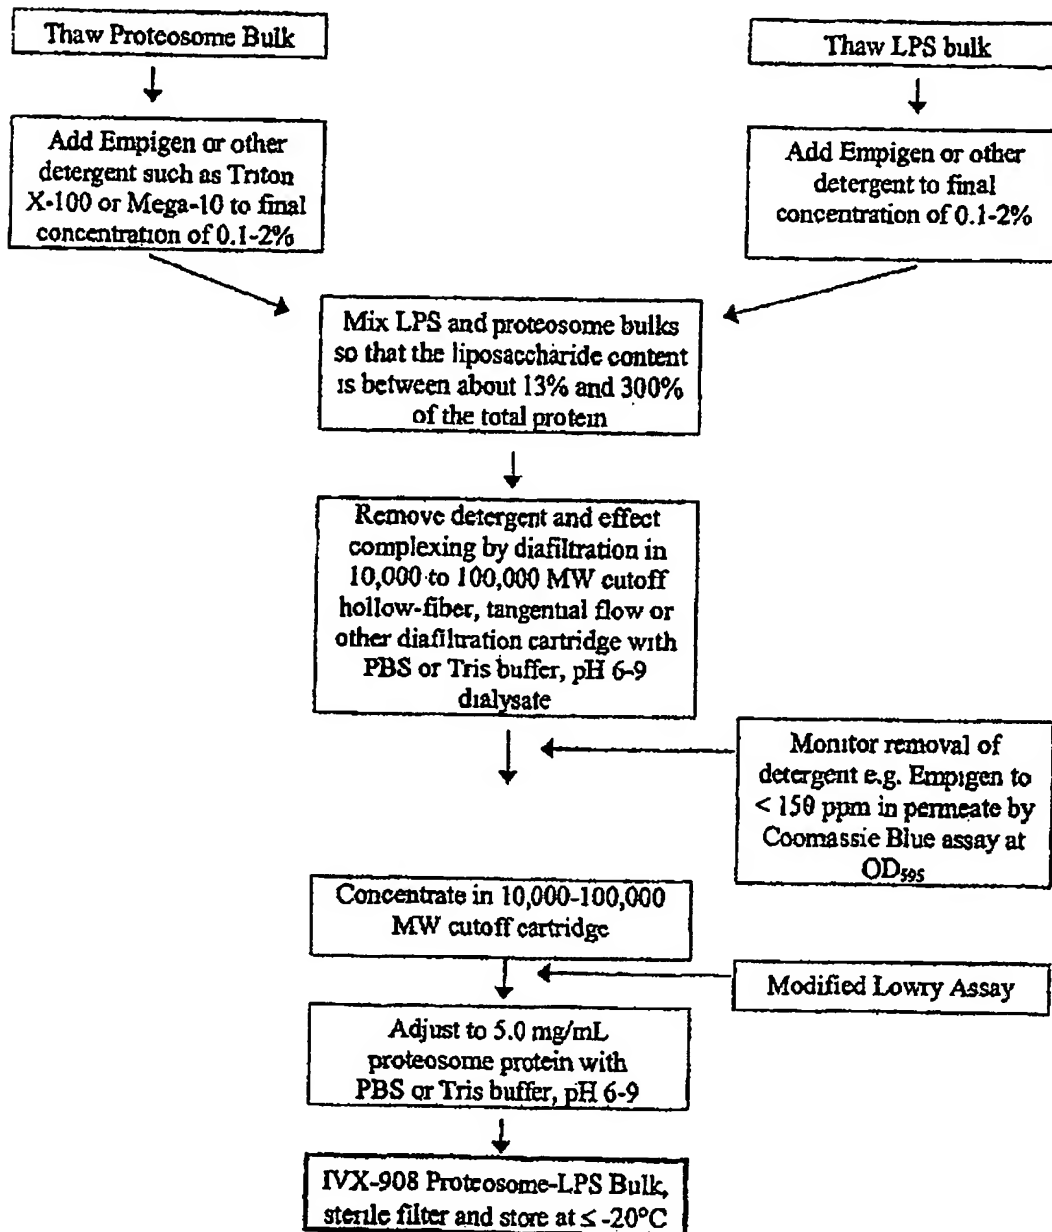 Thaw Proteosome Bulk
Thaw LPS bulk
Add Empigen or other
detergent such as Triton
X-100 or Mega-10 to final
concentration of 0.1-2%
Add Empigen or other
detergent to final
concentration of 0.1-2%
Mix LPS and proteosome bulks
so that the liposaccharide content
is between about 13% and 300%
of the total protein
Remove detergent and effect
complexing by diafiltration in
10,000 to 100,000 MW cutoff
hollow-fiber, tangential flow or
other diafiltration cartridge with
PBS or Tris buffer, pH 6-9
dialysate
Monitor removal of
detergent e.g. Empigen to
< 150 ppm in permeate by
Coomassie Blue assay at
OD₅₉₅
Concentrate in 10,000-100,000
MW cutoff cartridge
Modified Lowry Assay
Adjust to 5.0 mg/mL
proteosome protein with
PBS or Tris buffer, pH 6-9
IVX-908 Proteosome-LPS Bulk,
sterile filter and store at ≤ -20°C